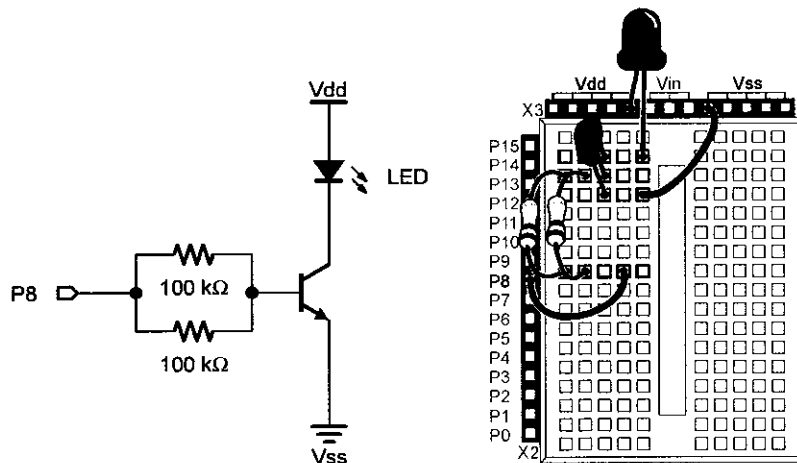 Vdd
LED
P8
100 kΩ
100 kΩ
Vss
Vdd Vin Vss
X3
P15
P14
P13
P12
P11
P10
P9
P8
P7
P6
P5
P4
P3
P2
P1
P0
X2